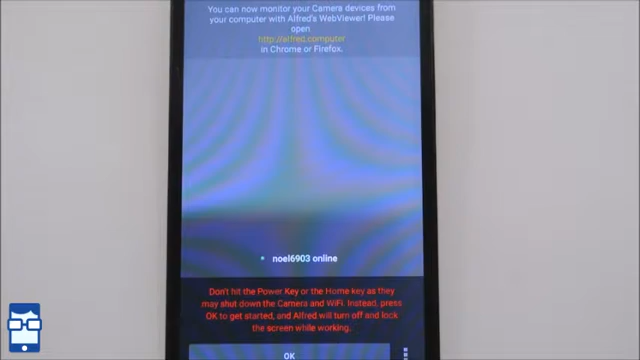 You can now monitor your Camera devices from
your computer with Alfred's WebViewer! Please
open
http://alfred.computer
in Chrome or Firefox.
noel6903 online
Don't hit the Power Key or the Home key as they
may shut down the Camera and WiFi. Instead, press
OK to get started, and Alfred will turn off and lock
the screen while working.
OK